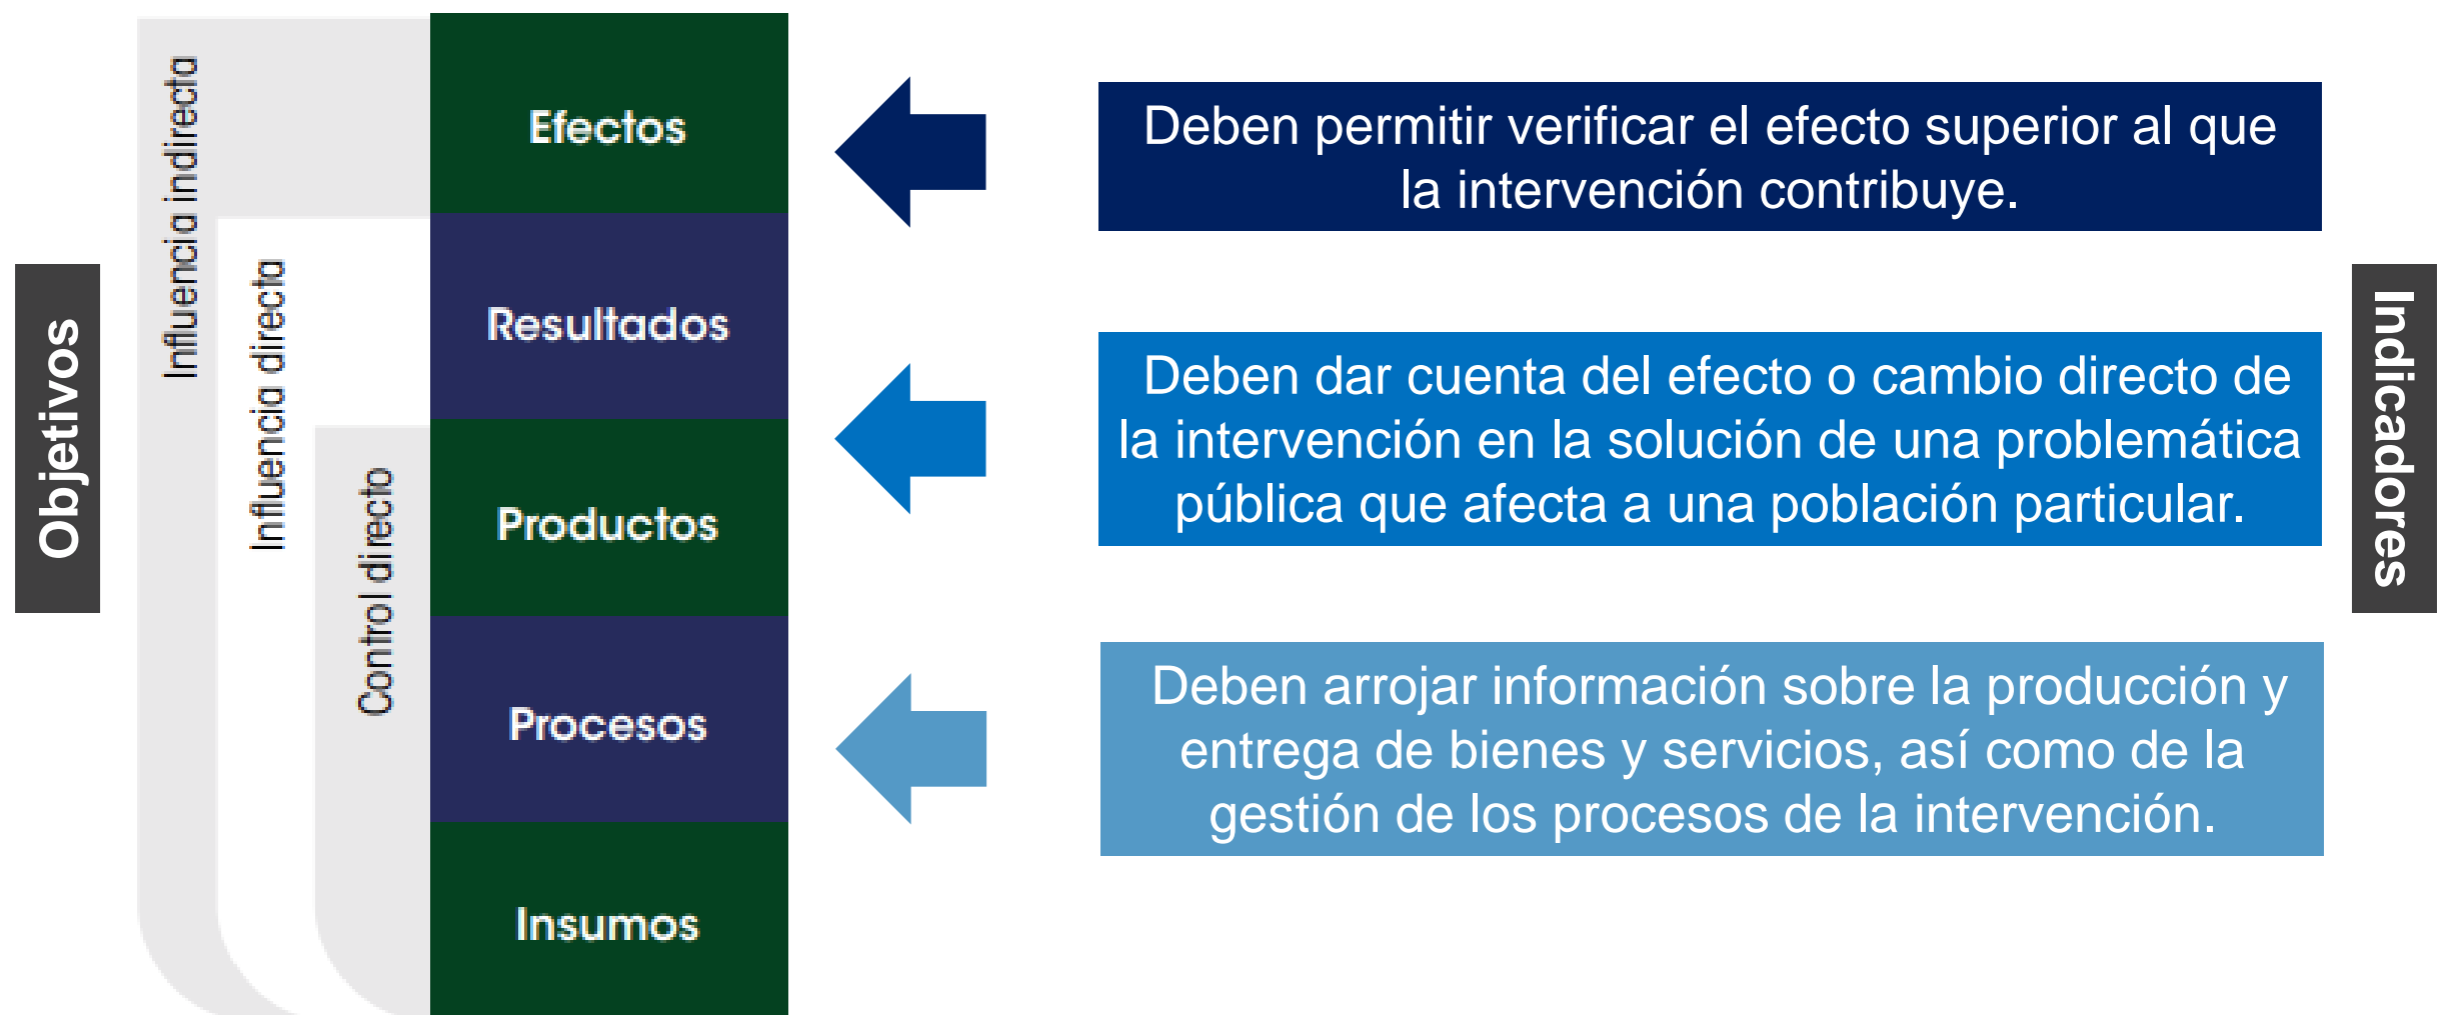 Objetivos
Influencia indirecta
Influencia directa
Control directo
Efectos
Resultados
Productos
Procesos
Insumos
Deben permitir verificar el efecto superior al que
la intervención contribuye.
Deben dar cuenta del efecto o cambio directo de
la intervención en la solución de una problemática
pública que afecta a una población particular.
Deben arrojar información sobre la producción y
entrega de bienes y servicios, así como de la
gestión de los procesos de la intervención.
Indicadores